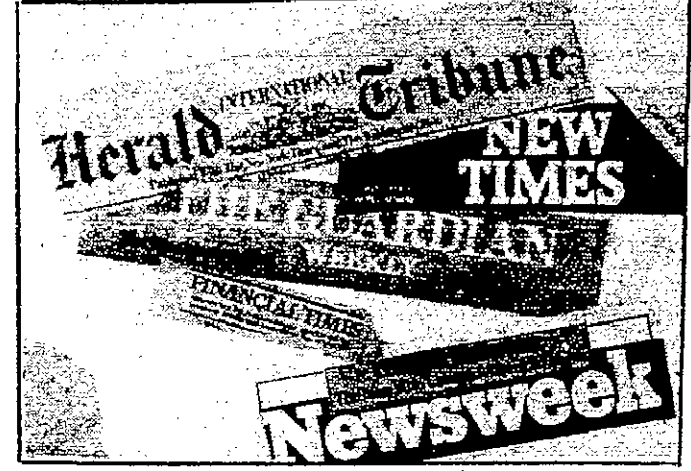 Herald INTERNATIONAL Tribune
NEW
TIMES
THE GUARDIAN
WEEKLY
FINANCIAL TIMES
Newsweek